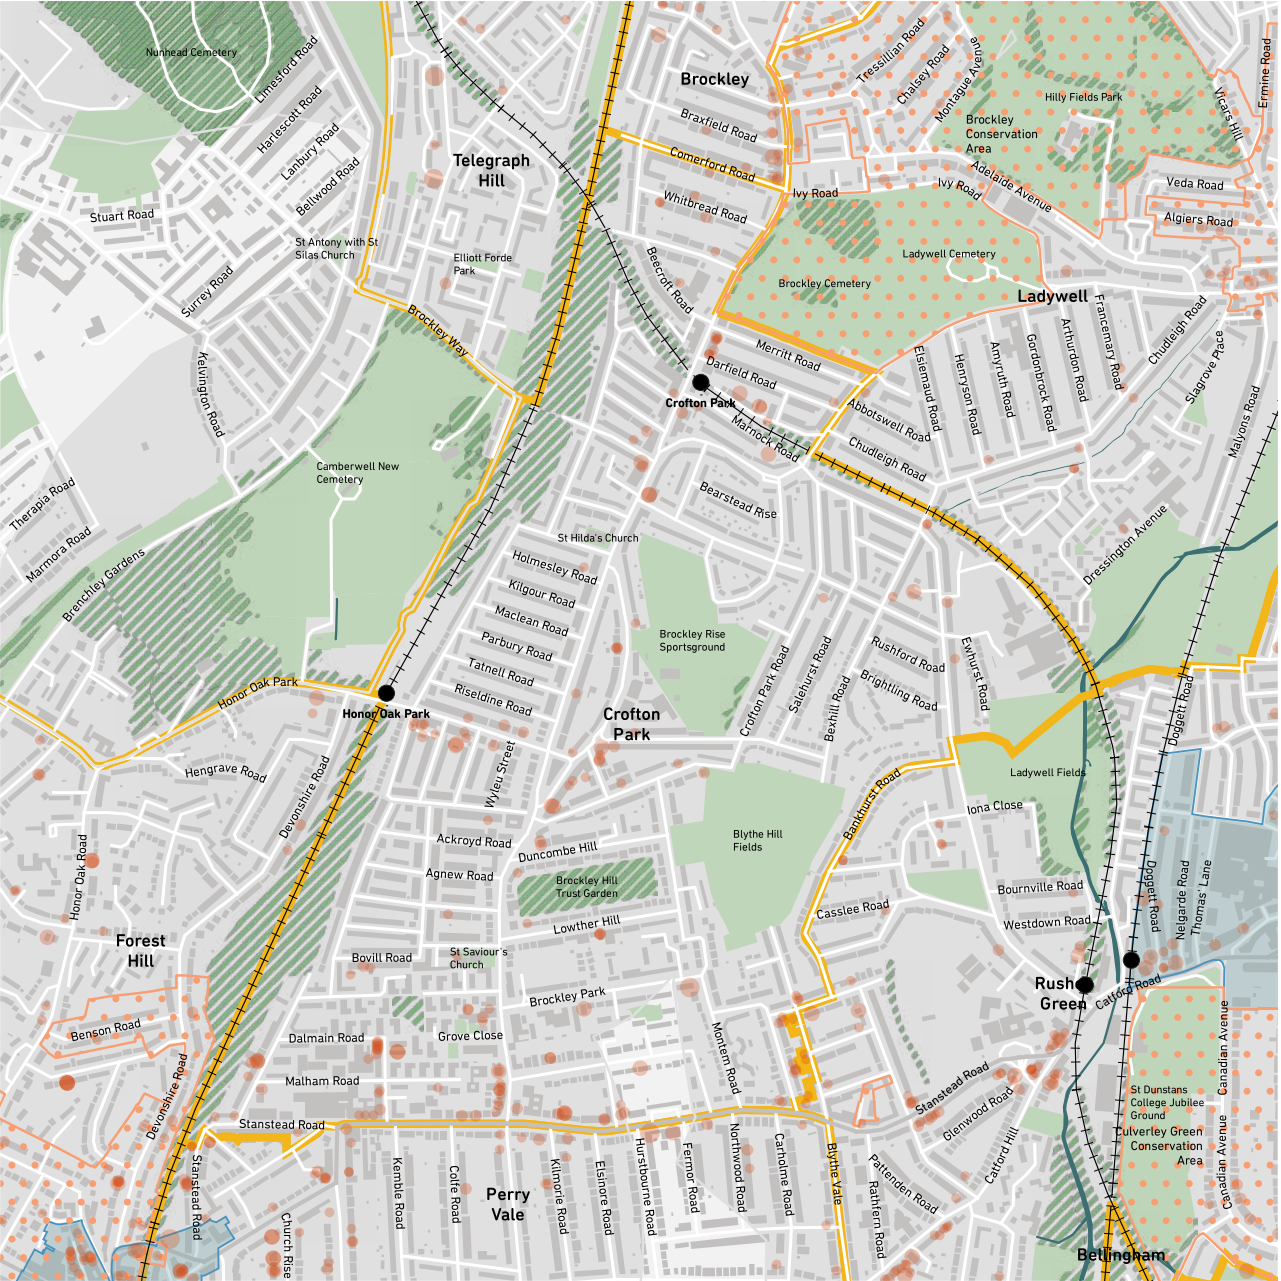 Nunhead Cemetery
Limesford Road
Harlescott Road
Lanbury Road
Bellwood Road
Stuart Road
Surrey Road
St Antony with St
Silas Church
Telegraph
Hill
Elliott Forde
Park
Brockley
Braxfield Road
Comerford Road
Whitbread Road
Beecroft Road
Tressillian Road
Chalsey Road
Montague Avenue
Hilly Fields Park
Brockley
Conservation
Area
Vicars Hill
Ermine Road
Adelaide Avenue
Ivy Road
Ivy Road
Veda Road
Algiers Road
Ladywell Cemetery
Brockley Cemetery
Ladywell
Brockley Way
Kelvington Road
Merritt Road
Darfield Road
Crofton Park
Marnock Road
Abbotswell Road
Chudleigh Road
Elsiemaud Road
Henryson Road
Amyruth Road
Gordonbrock Road
Arthurdon Road
Francemary Road
Chudleigh Road
Slagrove Place
Malyons Road
Camberwell New
Cemetery
Therapia Road
Marmora Road
Brenchley Gardens
Bearstead Rise
St Hilda's Church
Dressington Avenue
Holmesley Road
Kilgour Road
Maclean Road
Parbury Road
Tatnell Road
Riseldine Road
Brockley Rise
Sportsground
Crofton Park Road
Salehurst Road
Bexhill Road
Rushford Road
Brightling Road
Ewhurst Road
Doggett Road
Honor Oak Park
Honor Oak Park
Crofton
Park
Hengrave Road
Devonshire Road
Wyleu Street
Ladywell Fields
Bankhurst Road
Iona Close
Honor Oak Road
Ackroyd Road
Duncombe Hill
Agnew Road
Brockley Hill
Trust Garden
Blythe Hill
Fields
Lowther Hill
Casslee Road
Bournville Road
Westdown Road
Doggett Road
Nelgarde Road
Thomas' Lane
Forest
Hill
Bovill Road
St Saviour's
Church
Brockley Park
Rush
Green
Catford Road
Benson Road
Dalmain Road
Grove Close
Malham Road
Montem Road
Devonshire Road
Stanstead Road
Stanstead Road
Glenwood Road
Canadian Avenue
St Dunstans
College Jubilee
Ground
Culverley Green
Conservation
Area
Canadian Avenue
Stanstead Road
Church Rise
Kemble Road
Colfe Road
Perry
Vale
Kilmorie Road
Elsinore Road
Hurstbourne Road
Fermor Road
Northwood Road
Carholme Road
Blythe Vale
Rathfern Road
Pattenden Road
Catford Hill
Bellingham